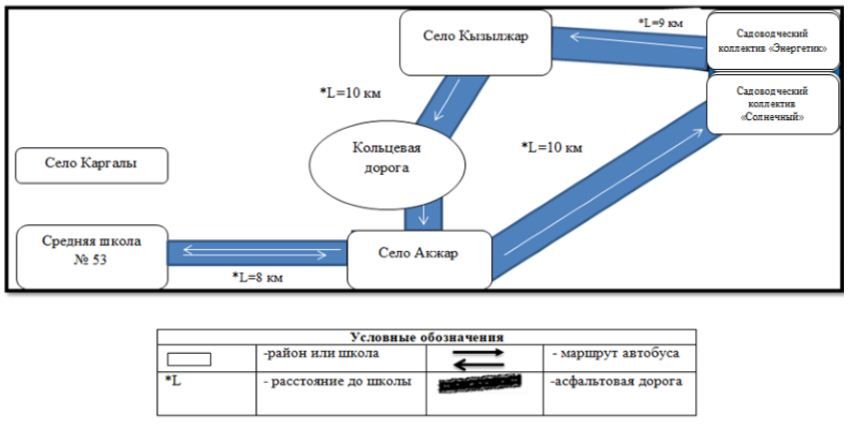 *L=9 км
Садоводческий
коллектив «Энергетик»
Село Кызылжар
*L=10 км
Садоводческий
коллектив
«Солнечный»
Кольцевая
дорога
*L=10 км
Село Каргалы
Средняя школа
№ 53
Село Акжар
*L=8 км
Условные обозначения
-район или школа
- маршрут автобуса
*L
- расстояние до школы
-асфальтовая дорога